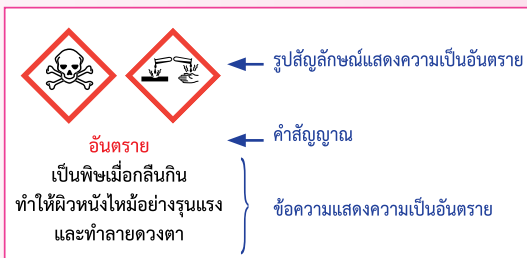 รูปสัญลักษณ์แสดงความเป็นอันตราย
คำสัญญาณ
อันตราย
เป็นพิษเมื่อกลืนกิน
ทำให้ผิวหนังไหม้อย่างรุนแรง
และทำลายดวงตา
ข้อความแสดงความเป็นอันตราย